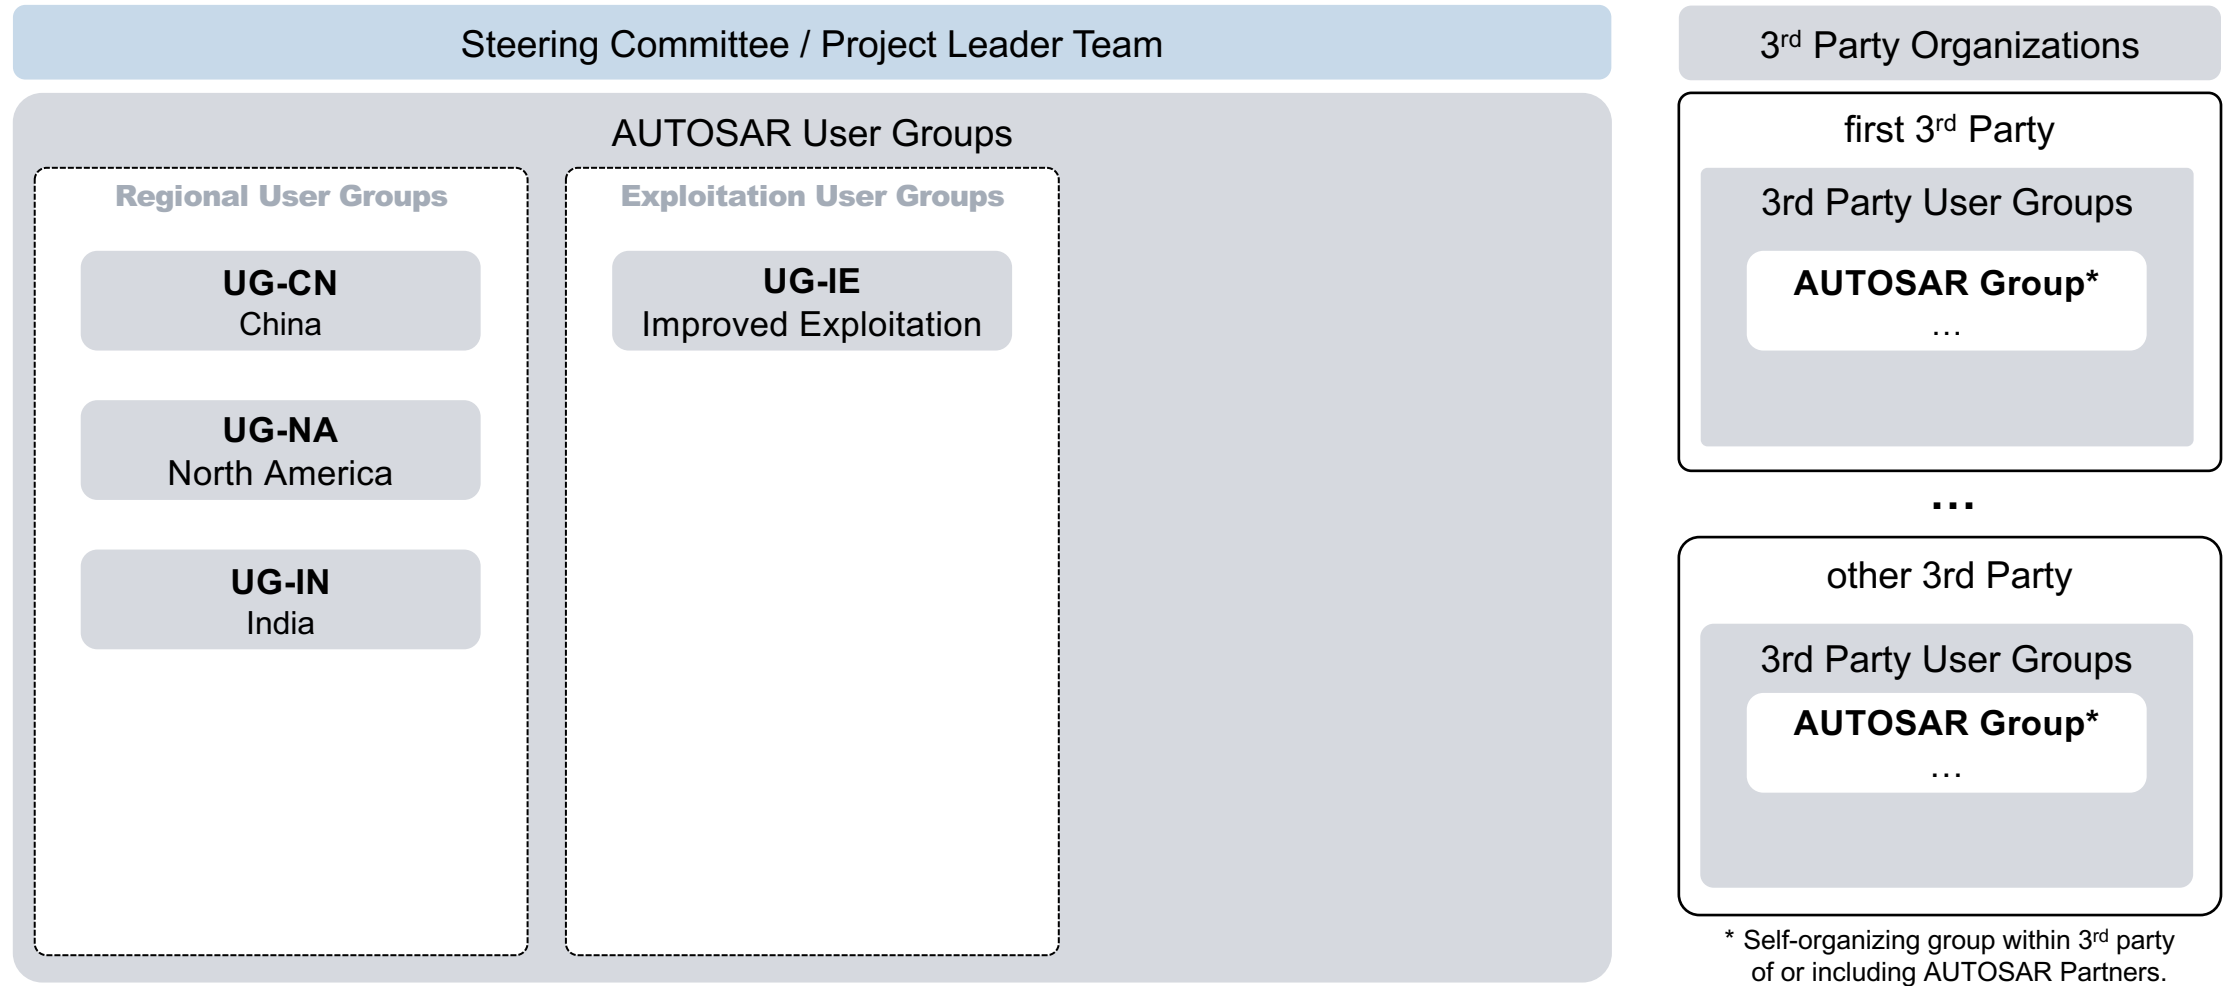 Steering Committee / Project Leader Team
AUTOSAR User Groups
Regional User Groups
UG-CN
China
UG-NA
North America
UG-IN
India
Exploitation User Groups
UG-IE
Improved Exploitation
3rd Party Organizations
first 3rd Party
3rd Party User Groups
AUTOSAR Group*
…
...
other 3rd Party
3rd Party User Groups
AUTOSAR Group*
…
* Self-organizing group within 3rd party
of or including AUTOSAR Partners.